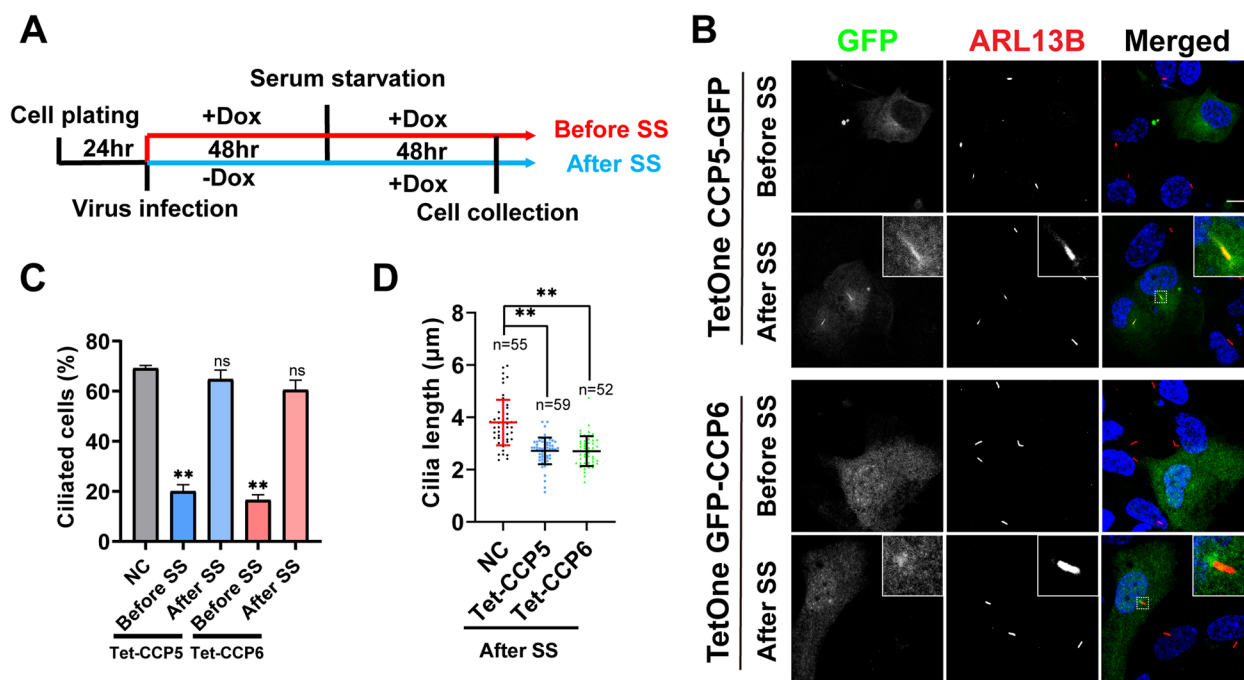 A
Serum starvation
Cell plating
+Dox
+Dox
Before SS
24hr
48hr
48hr
After SS
-Dox
+Dox
Virus infection
Cell collection
B
GFP
ARL13B
Merged
TetOne CCP5-GFP
Before SS
After SS
TetOne GFP-CCP6
Before SS
After SS
C
Ciliated cells (%)
100
80
60
40
20
0
**
ns
**
ns
NC
Before SS
After SS
Before SS
After SS
Tet-CCP5
Tet-CCP6
D
Cilia length (μm)
8
6
4
2
0
**
**
n=55
n=59
n=52
NC
Tet-CCP5
Tet-CCP6
After SS